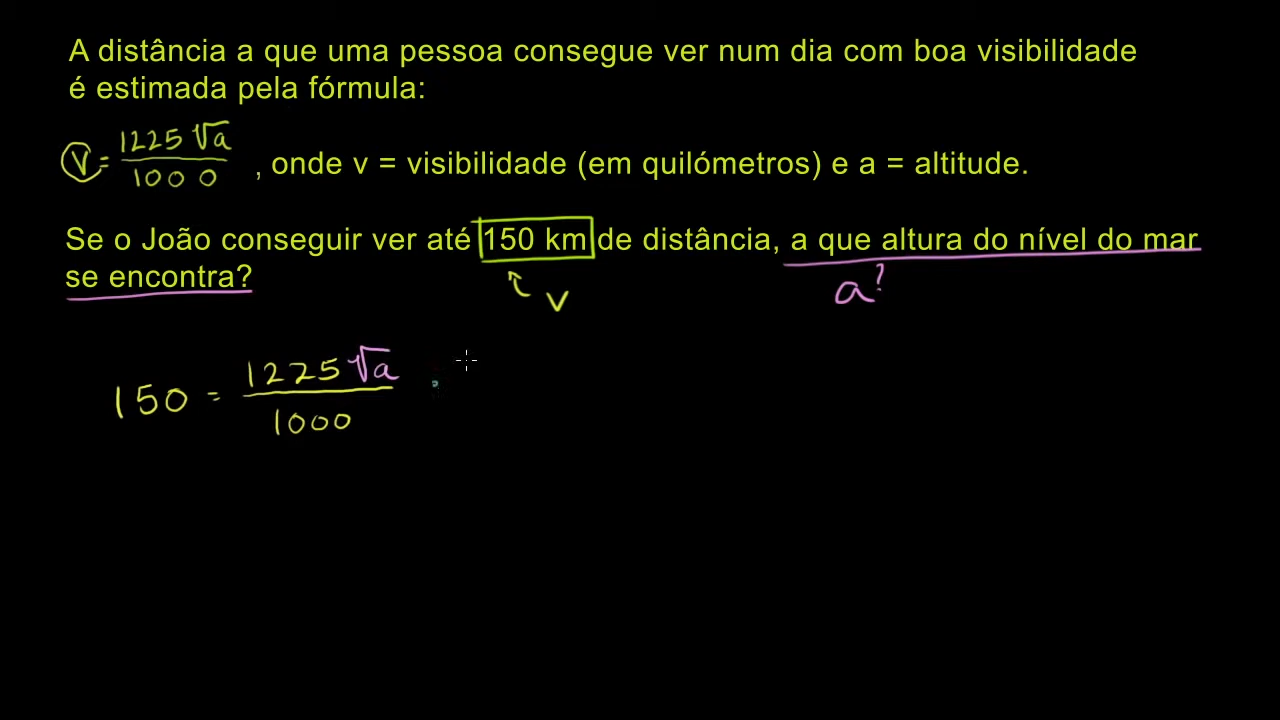 A distância a que uma pessoa consegue ver num dia com boa visibilidade
é estimada pela fórmula:
v = 1225 √a / 1000 , onde v = visibilidade (em quilómetros) e a = altitude.
Se o João conseguir ver até 150 km de distância, a que altura do nível do mar
se encontra?
v
a?
150 = 1225 √a / 1000